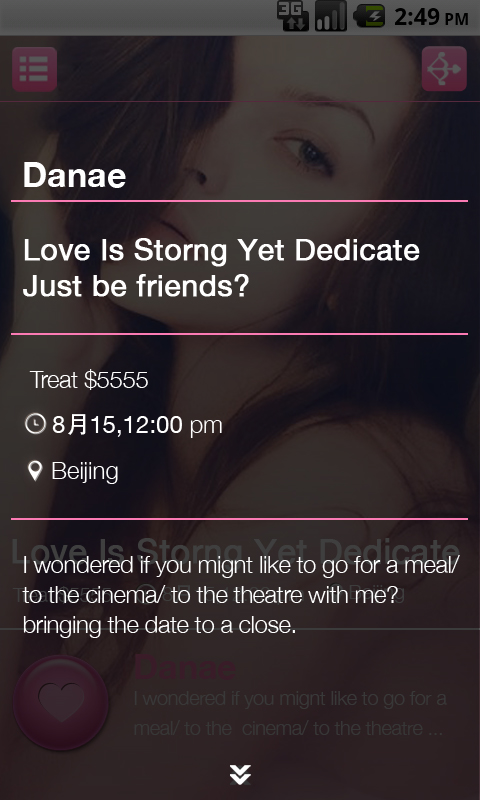 3G
2:49 PM
Danae
Love Is Storng Yet Dedicate
Just be friends?
Treat $5555
8月15,12:00 pm
Beijing
Love Is Storng Yet Dedicate
I wondered if you mignt like to go for a meal/
to the cinema/ to the theatre with me?
bringing the date to a close.
Beijing
Danae
I wondered if you mignt like to go for a
meal/ to the cinema/ to the theatre ...